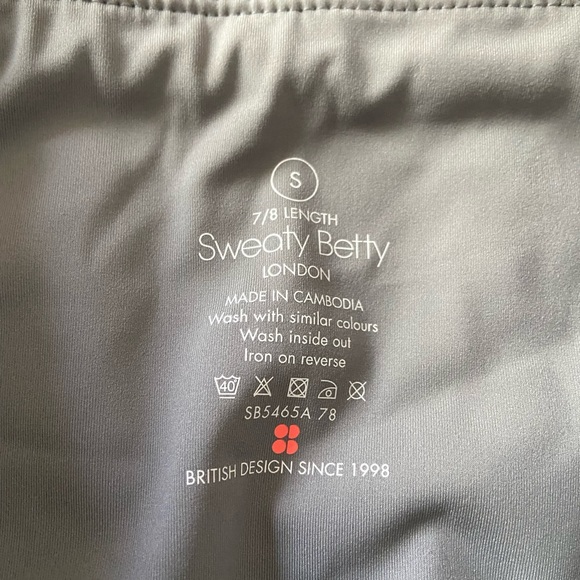 S
7/8 LENGTH
Sweaty Betty
LONDON
MADE IN CAMBODIA
Wash with similar colours
Wash inside out
Iron on reverse
40
SB5465A 78
BRITISH DESIGN SINCE 1998